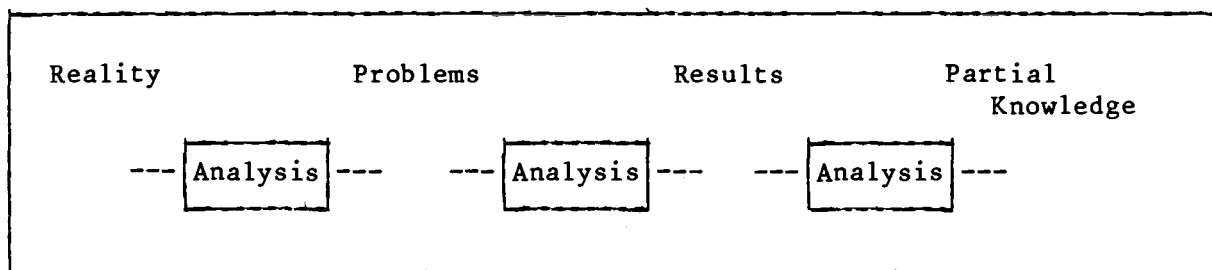 Reality Problems Results Partial
Knowledge
--- Analysis --- --- Analysis --- --- Analysis ---